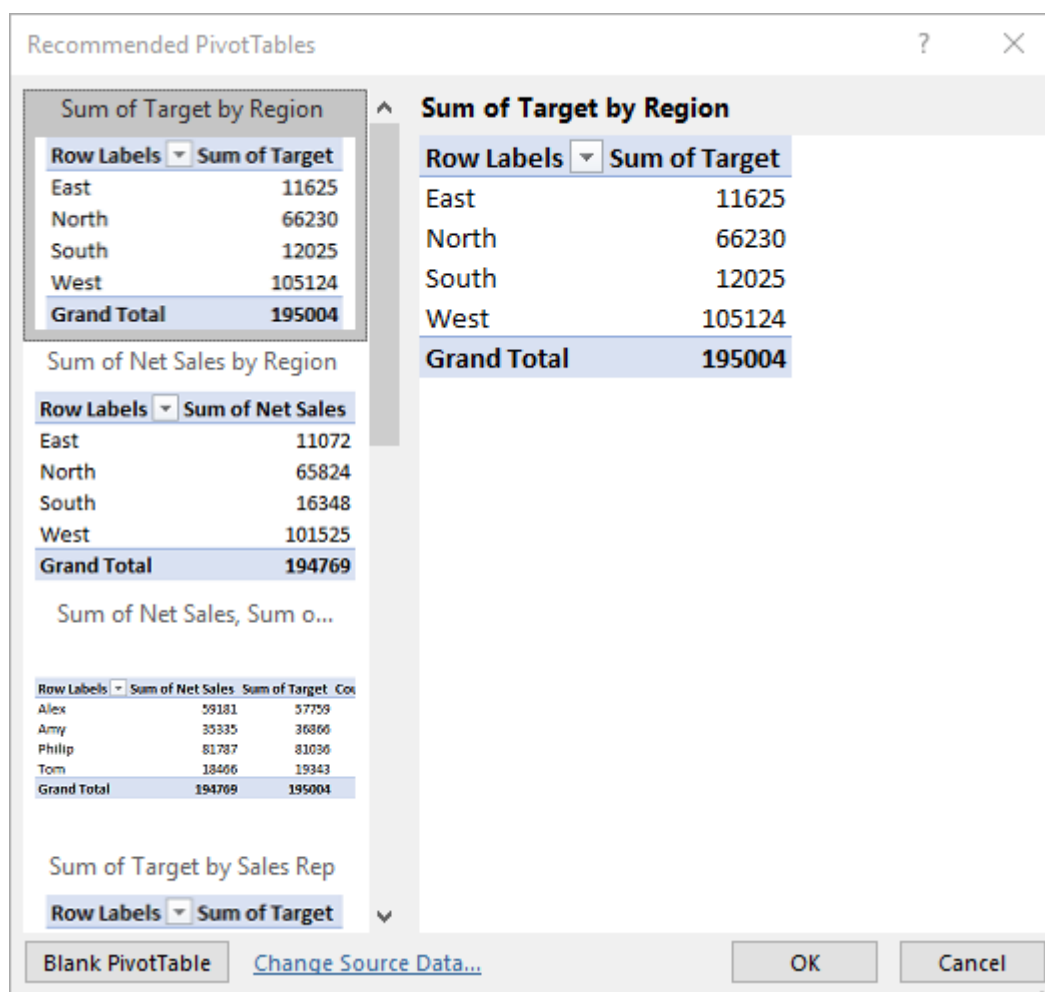 Recommended PivotTables
Sum of Target by Region
Row Labels Sum of Target
East 11625
North 66230
South 12025
West 105124
Grand Total 195004
Sum of Net Sales by Region
Row Labels Sum of Net Sales
East 11072
North 65824
South 16348
West 101525
Grand Total 194769
Sum of Net Sales, Sum o...
Row Labels Sum of Net Sales Sum of Target Cou
Alex 59181 57759
Amy 35335 36866
Philip 81787 81036
Tom 18466 19343
Grand Total 194769 195004
Sum of Target by Sales Rep
Row Labels Sum of Target
Sum of Target by Region
Row Labels Sum of Target
East 11625
North 66230
South 12025
West 105124
Grand Total 195004
Blank PivotTable Change Source Data... OK Cancel